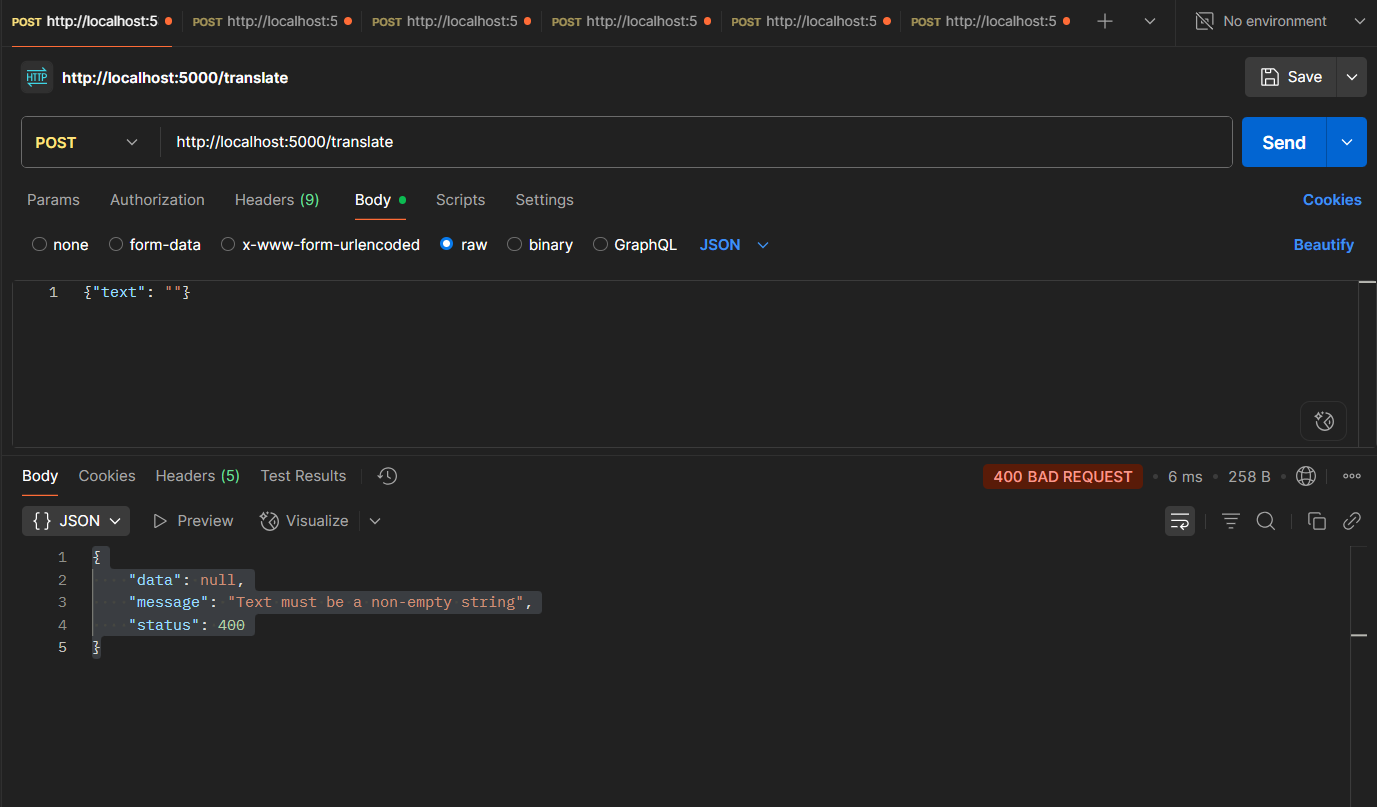 POST http://localhost:5 POST http://localhost:5 POST http://localhost:5 POST http://localhost:5 POST http://localhost:5 POST http://localhost:5 No environment
HTTP http://localhost:5000/translate Save
POST http://localhost:5000/translate Send
Params Authorization Headers (9) Body Scripts Settings Cookies
none form-data x-www-form-urlencoded raw binary GraphQL JSON Beautify
1 {"text": ""}
Body Cookies Headers (5) Test Results 400 BAD REQUEST • 6 ms • 258 B
{} JSON Preview Visualize
1 {
2 "data": null,
3 "message": "Text must be a non-empty string",
4 "status": 400
5 }